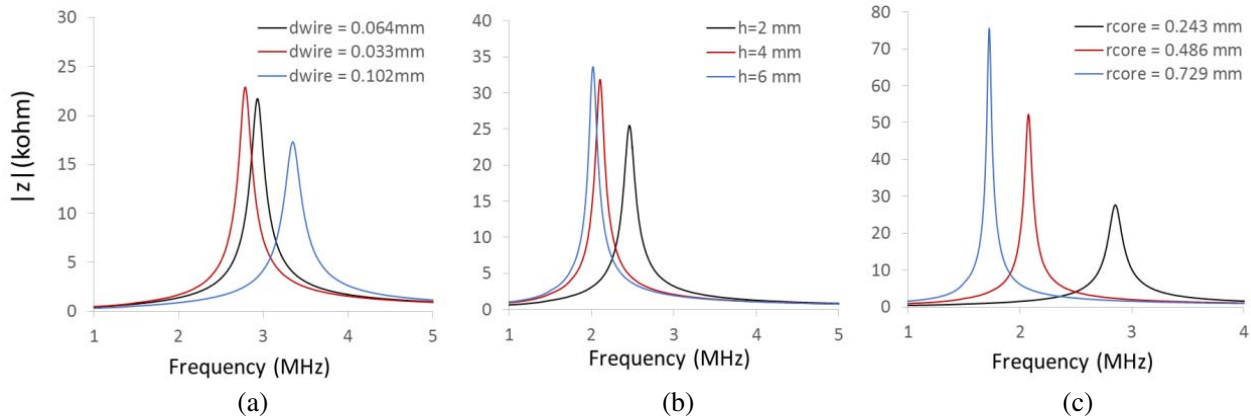 |z|(kohm)
30
25
20
15
10
5
0
1 2 3 4 5
Frequency (MHz)
dwire = 0.064mm
dwire = 0.033mm
dwire = 0.102mm
(a)
40
35
30
25
20
15
10
5
0
1 2 3 4 5
Frequency (MHz)
h=2 mm
h=4 mm
h=6 mm
(b)
80
70
60
50
40
30
20
10
0
1 2 3 4
Frequency (MHz)
rcore = 0.243 mm
rcore = 0.486 mm
rcore = 0.729 mm
(c)